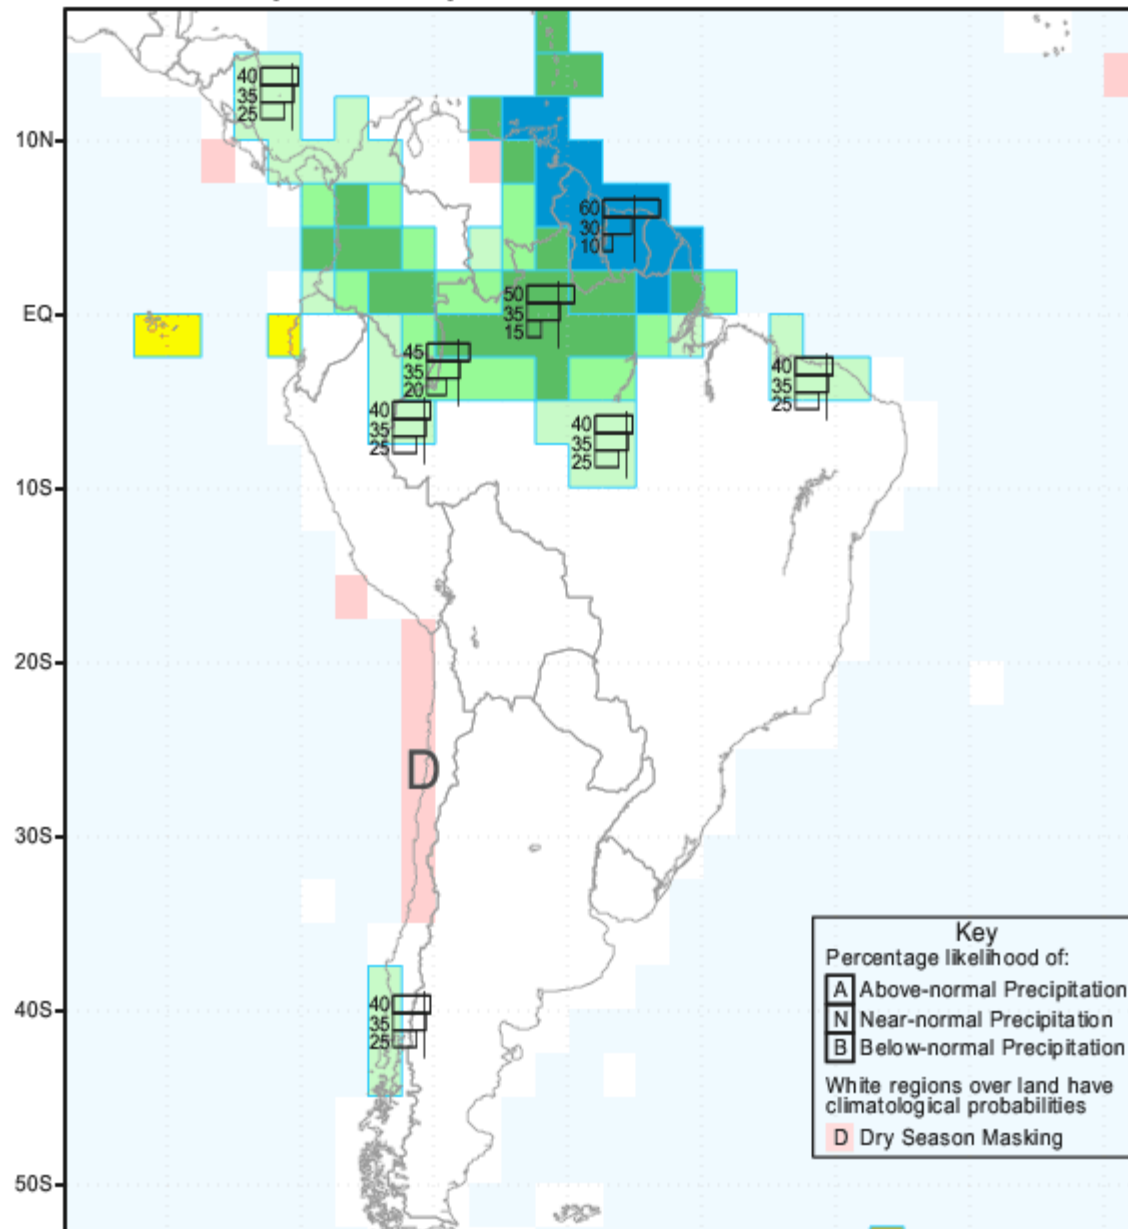 40
35
25
10N
60
30
10
50
35
15
EQ
45
35
20
40
35
25
40
35
25
40
35
25
10S
20S
D
30S
40S
40
35
25
50S
Key
Percentage likelihood of:
A Above-normal Precipitation
N Near-normal Precipitation
B Below-normal Precipitation
White regions over land have
climatological probabilities
D Dry Season Masking